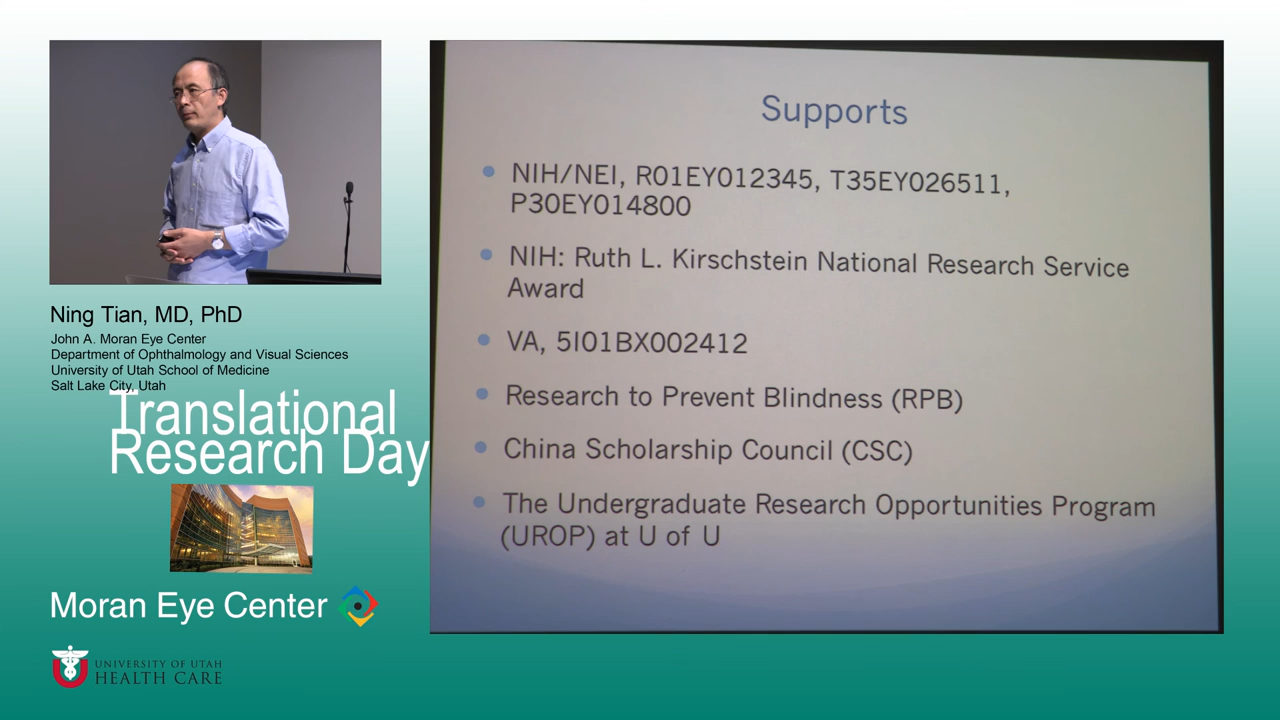 Ning Tian, MD, PhD
John A. Moran Eye Center
Department of Ophthalmology and Visual Sciences
University of Utah School of Medicine
Salt Lake City, Utah
Translational
Research Day
Moran Eye Center
UNIVERSITY OF UTAH
HEALTH CARE
Supports
• NIH/NEI, R01EY012345, T35EY026511,
P30EY014800
• NIH: Ruth L. Kirschstein National Research Service
Award
• VA, 5I01BX002412
• Research to Prevent Blindness (RPB)
• China Scholarship Council (CSC)
• The Undergraduate Research Opportunities Program
(UROP) at U of U